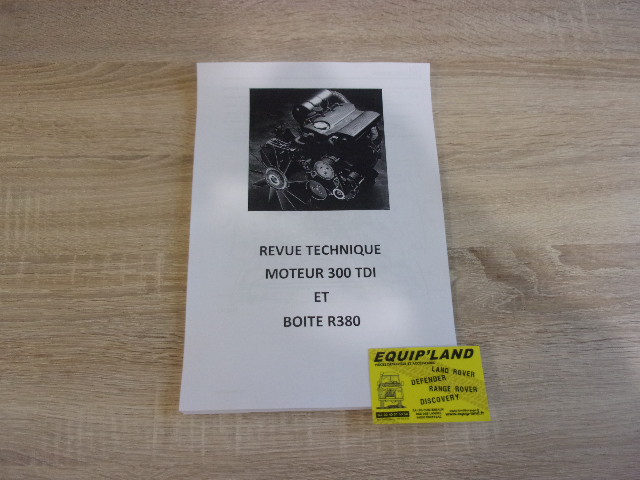 REVUE TECHNIQUE
MOTEUR 300 TDI
ET
BOITE R380
EQUIP'LAND
LAND ROVER
DEFENDER
RANGE ROVER
DISCOVERY